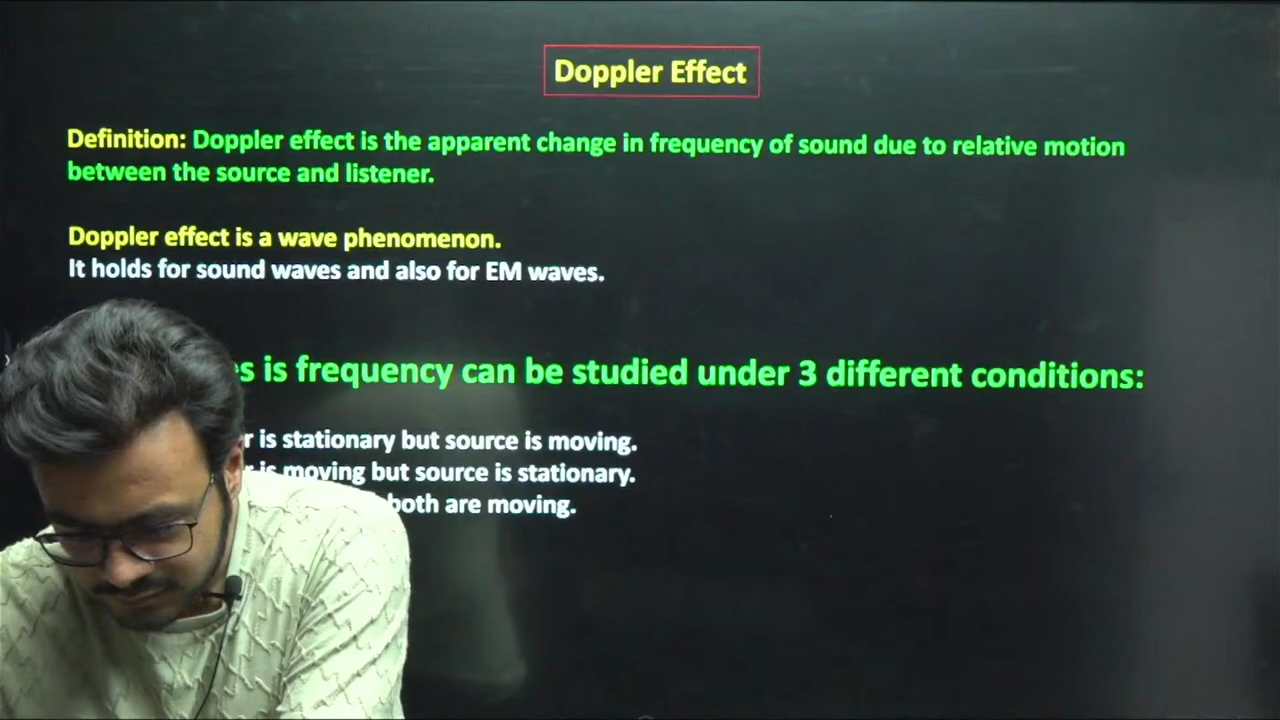 Doppler Effect
Definition: Doppler effect is the apparent change in frequency of sound due to relative motion
between the source and listener.
Doppler effect is a wave phenomenon.
It holds for sound waves and also for EM waves.
is frequency can be studied under 3 different conditions:
is stationary but source is moving.
is moving but source is stationary.
both are moving.